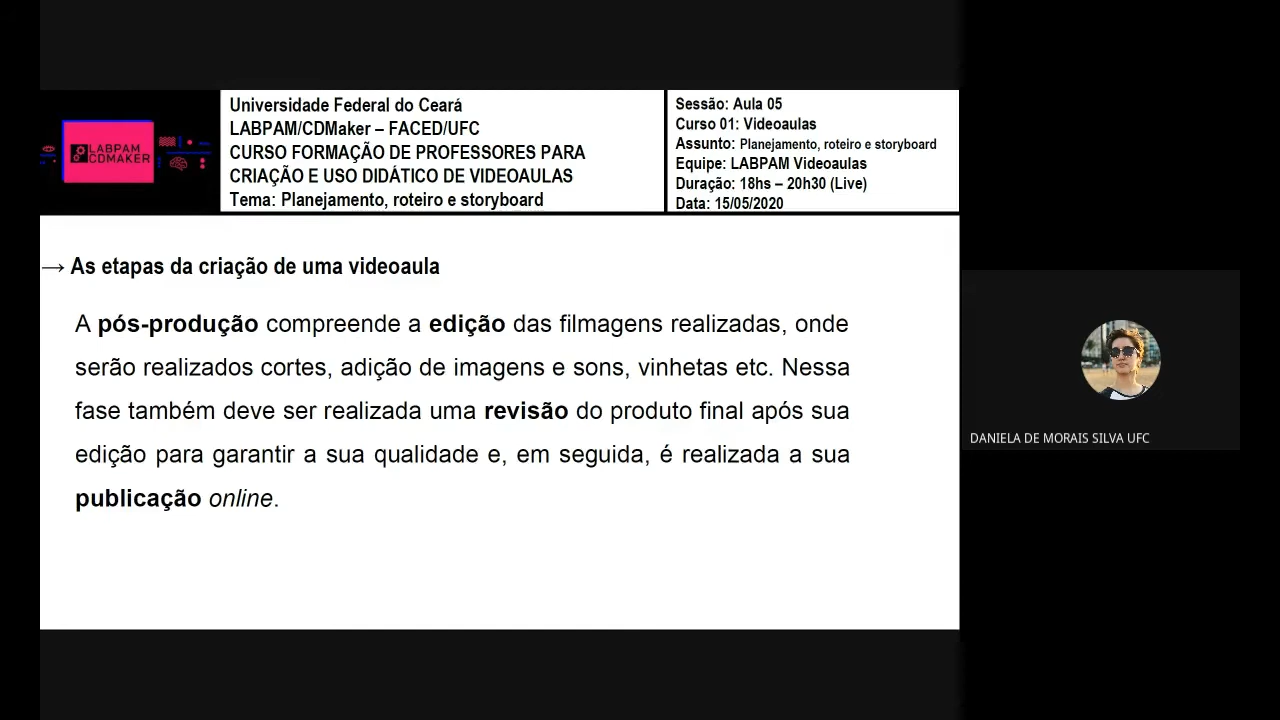 LABPAM
CDMAKER
Universidade Federal do Ceará
LABPAM/CDMaker – FACED/UFC
CURSO FORMAÇÃO DE PROFESSORES PARA
CRIAÇÃO E USO DIDÁTICO DE VIDEOAULAS
Tema: Planejamento, roteiro e storyboard
Sessão: Aula 05
Curso 01: Videoaulas
Assunto: Planejamento, roteiro e storyboard
Equipe: LABPAM Videoaulas
Duração: 18hs – 20h30 (Live)
Data: 15/05/2020
→ As etapas da criação de uma videoaula
A pós-produção compreende a edição das filmagens realizadas, onde
serão realizados cortes, adição de imagens e sons, vinhetas etc. Nessa
fase também deve ser realizada uma revisão do produto final após sua
edição para garantir a sua qualidade e, em seguida, é realizada a sua
publicação online.
DANIELA DE MORAIS SILVA UFC